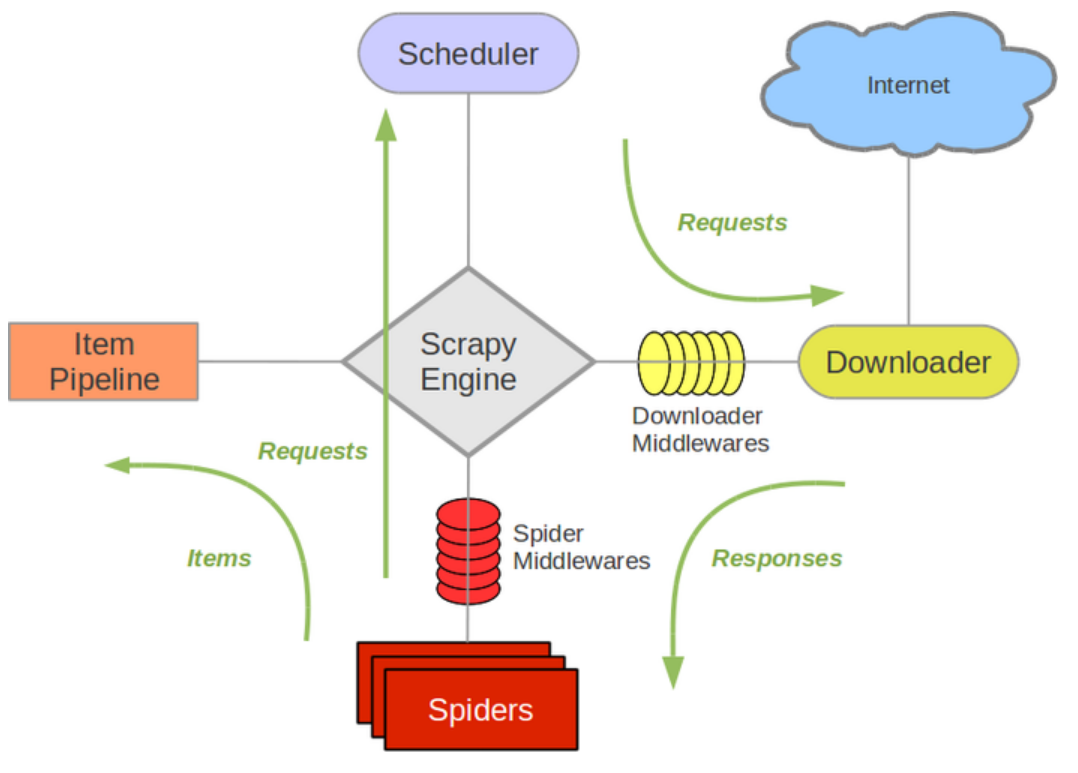 Scheduler
Internet
Requests
Item
Pipeline
Scrapy
Engine
Downloader
Downloader
Middlewares
Requests
Items
Spider
Middlewares
Responses
Spiders